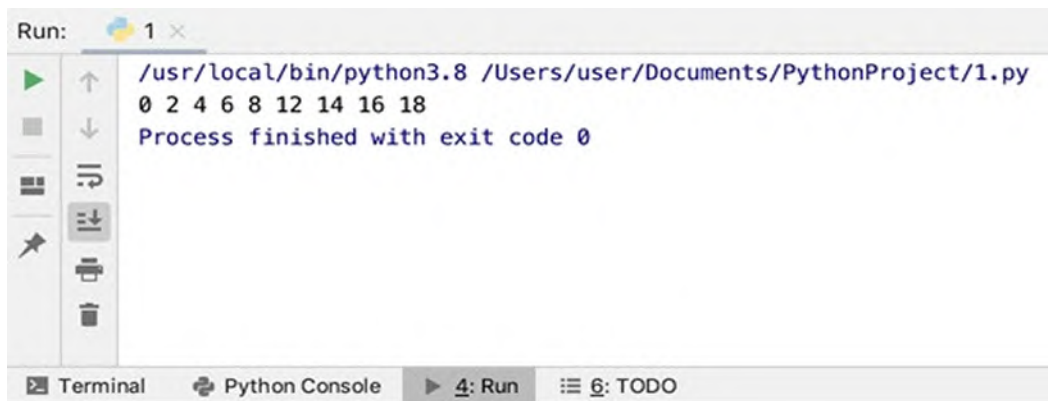 Run: 1
/usr/local/bin/python3.8 /Users/user/Documents/PythonProject/1.py
0 2 4 6 8 12 14 16 18
Process finished with exit code 0
Terminal Python Console 4: Run 6: TODO